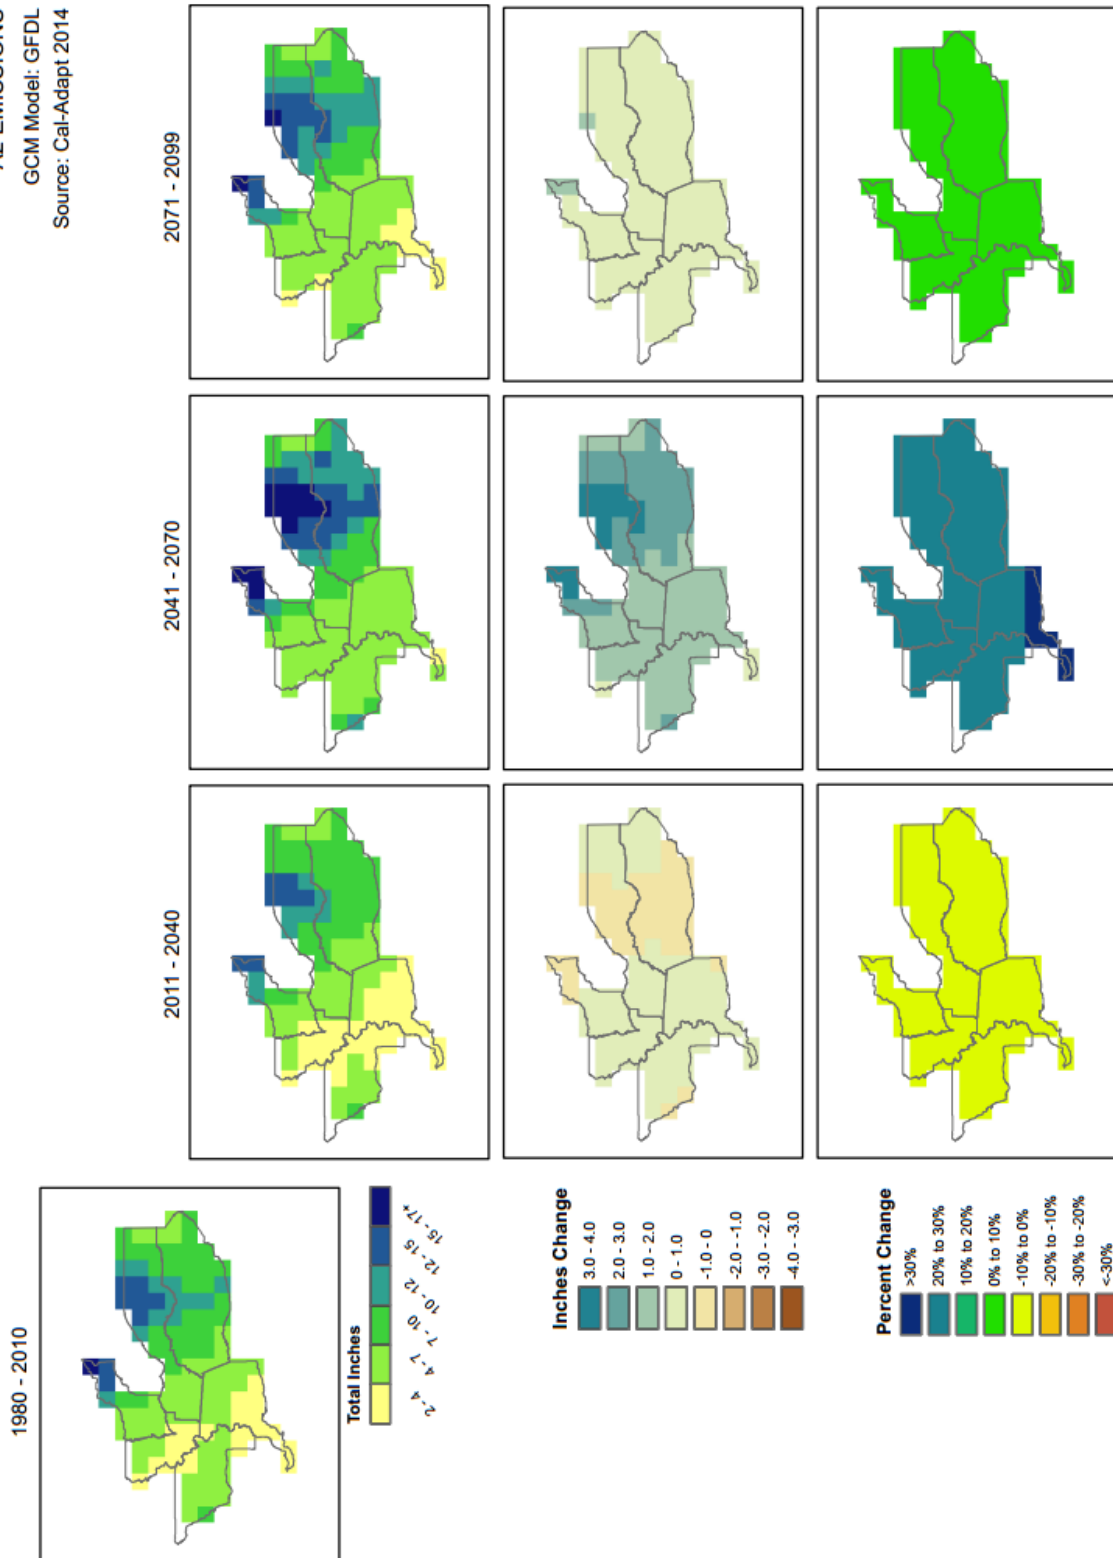 GCM Model: GFDL
Source: Cal-Adapt 2014
2071 - 2099
2041 - 2070
2011 - 2040
1980 - 2010
Total Inches
2-4
4-7
7-10
10-12
12-15
15-17+
Inches Change
3.0 - 4.0
2.0 - 3.0
1.0 - 2.0
0 - 1.0
-1.0 - 0
-2.0 -1.0
-3.0 --2.0
-4.0 --3.0
Percent Change
>30%
20% to 30%
10% to 20%
0% to 10%
-10% to 0%
-20% to -10%
-30% to -20%
<-30%